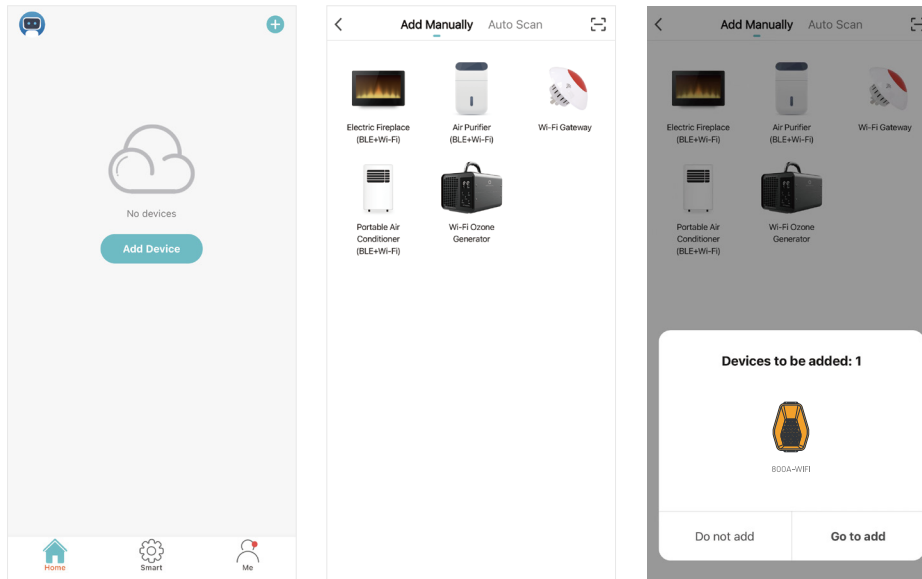 No devices
Add Device
Home
Smart
Me
Add Manually Auto Scan
Electric Fireplace
(BLE+Wi-Fi)
Air Purifier
(BLE+Wi-Fi)
Wi-Fi Gateway
Portable Air
Conditioner
(BLE+Wi-Fi)
Wi-Fi Ozone
Generator
Add Manually Auto Scan
Electric Fireplace
(BLE+Wi-Fi)
Air Purifier
(BLE+Wi-Fi)
Wi-Fi Gateway
Portable Air
Conditioner
(BLE+Wi-Fi)
Wi-Fi Ozone
Generator
Devices to be added: 1
800A-WIFI
Do not add
Go to add